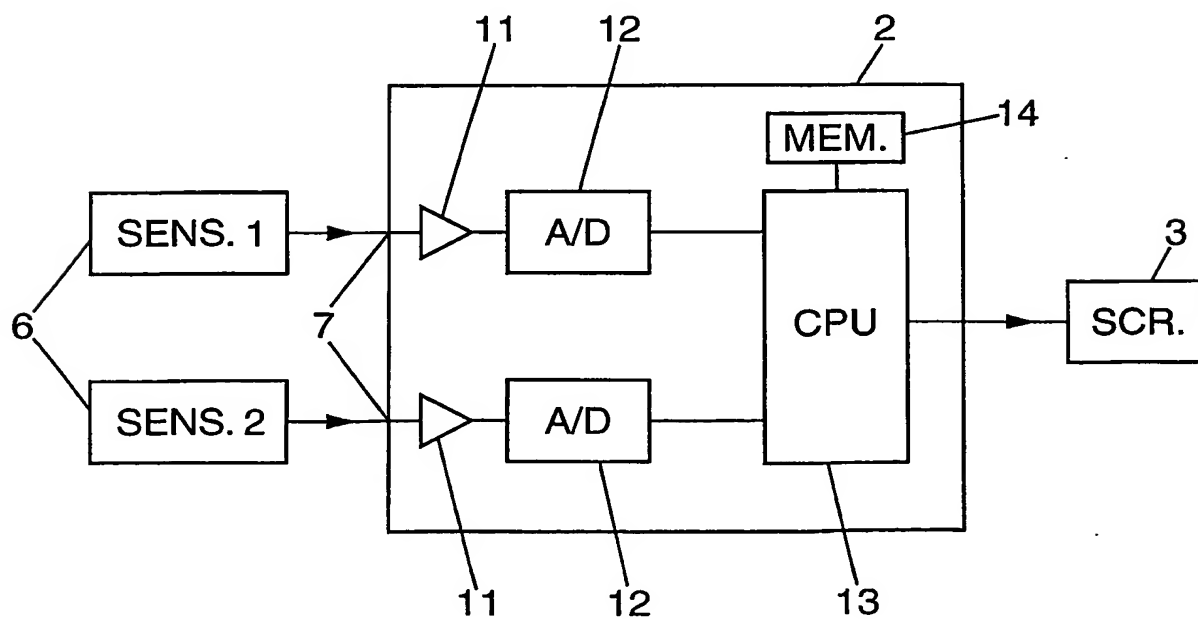 11
12
2
MEM.
14
SENS. 1
A/D
3
6
7
CPU
SCR.
SENS. 2
A/D
11
12
13